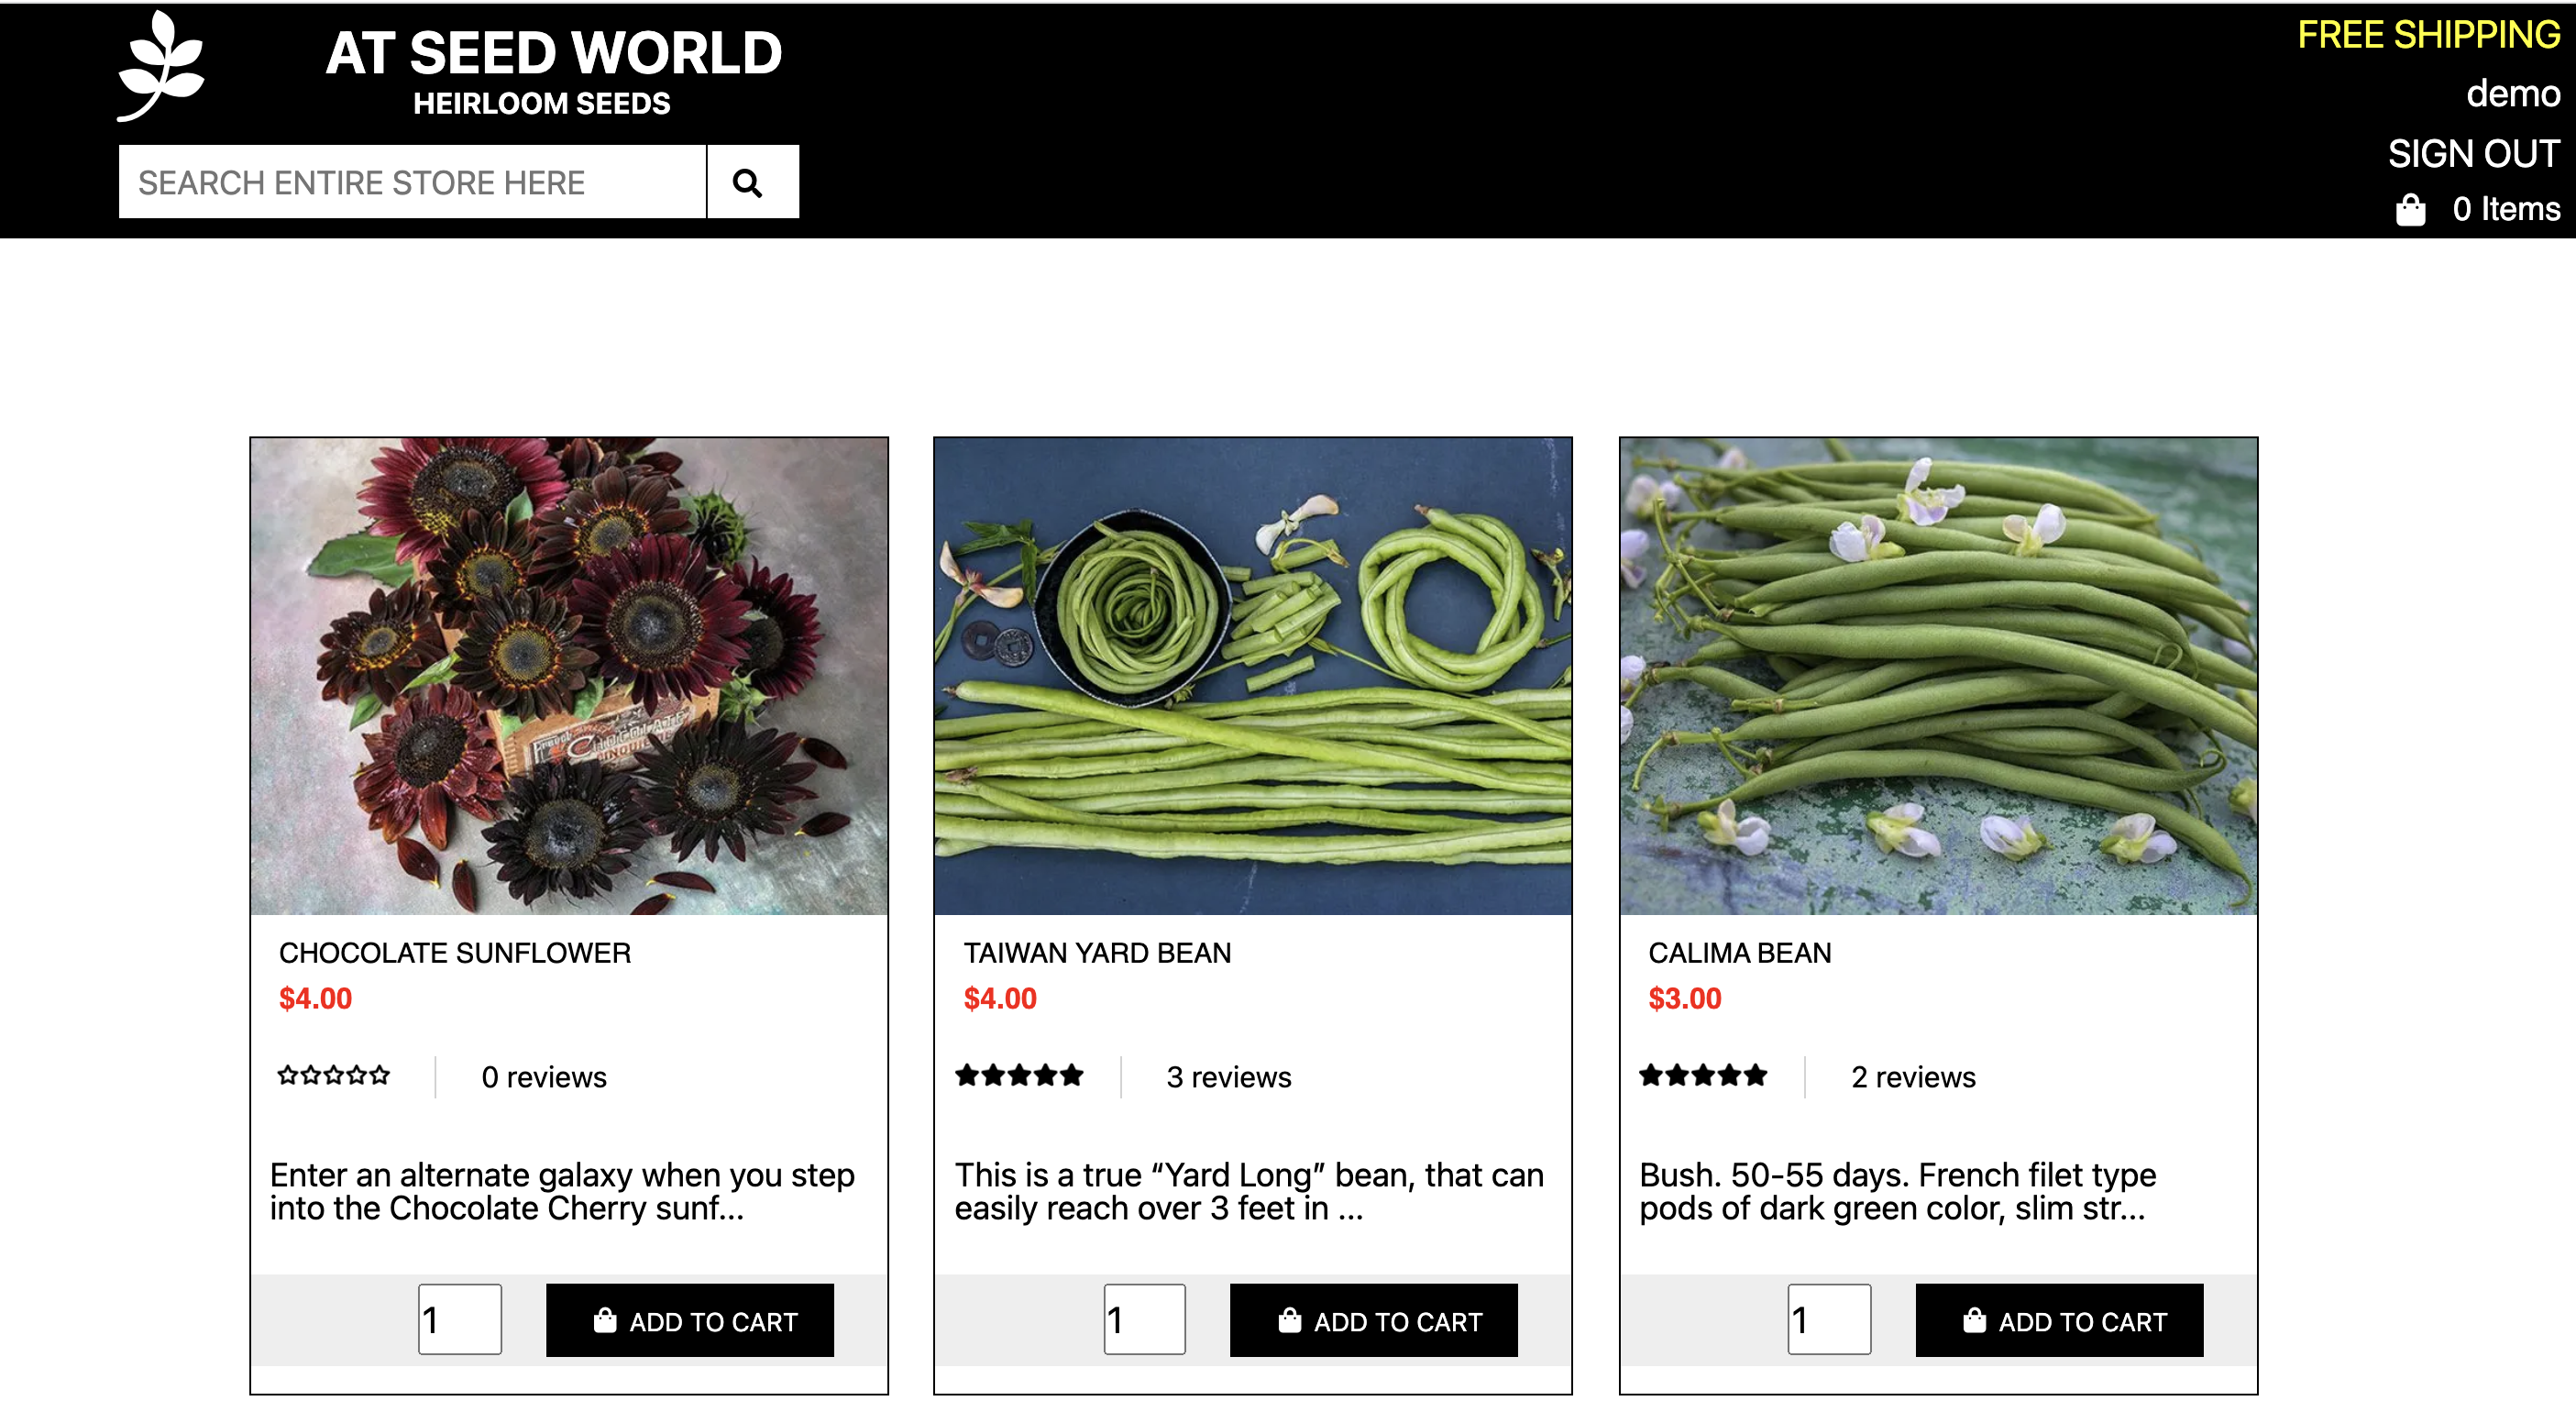 AT SEED WORLD
HEIRLOOM SEEDS
SEARCH ENTIRE STORE HERE
FREE SHIPPING
demo
SIGN OUT
0 Items
French
CHOCOLATE
CHOCOLATE SUNFLOWER
$4.00
0 reviews
Enter an alternate galaxy when you step
into the Chocolate Cherry sunf...
1
ADD TO CART
TAIWAN YARD BEAN
$4.00
3 reviews
This is a true “Yard Long” bean, that can
easily reach over 3 feet in ...
1
ADD TO CART
CALIMA BEAN
$3.00
2 reviews
Bush. 50-55 days. French filet type
pods of dark green color, slim str...
1
ADD TO CART